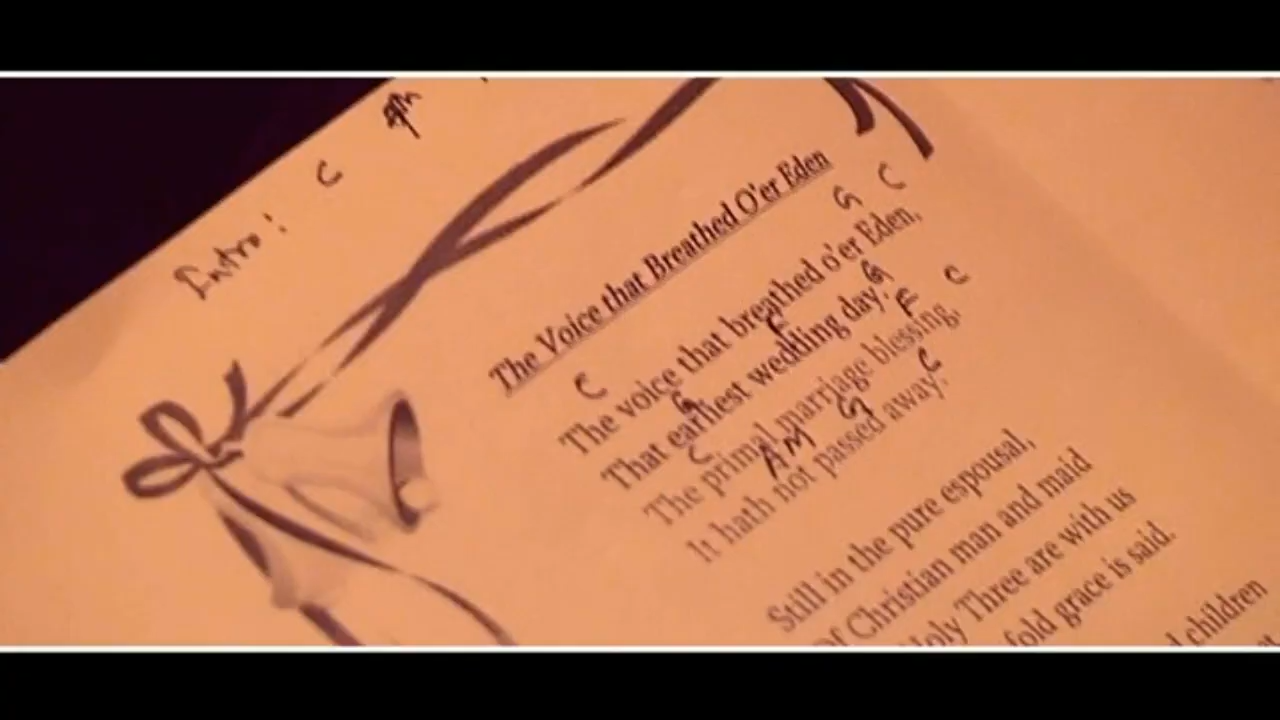 Intro: C Am
The Voice that Breathed O'er Eden
C G C
The voice that breathed o'er Eden,
G F G
That earliest wedding day.
C F C
The primal marriage blessing,
AM G C
It hath not passed away.
Still in the pure espousal,
Of Christian man and maid
Holy Three are with us
fold grace is said.
children